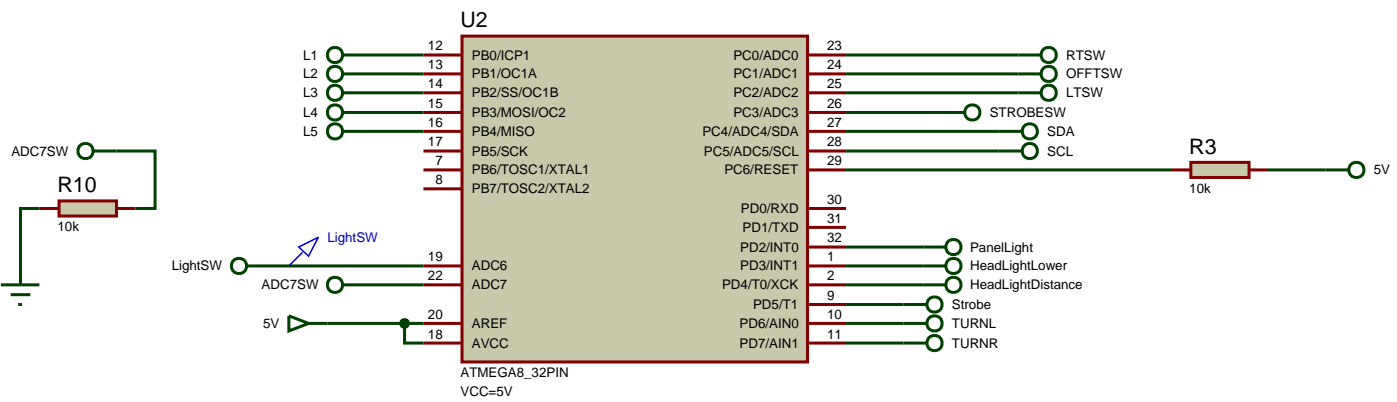 U2
L1 12 PB0/ICP1 PC0/ADC0 23 RTSW
L2 13 PB1/OC1A PC1/ADC1 24 OFFTSW
L3 14 PB2/SS/OC1B PC2/ADC2 25 LTSW
L4 15 PB3/MOSI/OC2 PC3/ADC3 26 STROBESW
L5 16 PB4/MISO PC4/ADC4/SDA 27 SDA
ADC7SW 17 PB5/SCK PC5/ADC5/SCL 28 SCL R3
7 PB6/TOSC1/XTAL1 PC6/RESET 29 5V
R10 8 PB7/TOSC2/XTAL2 10k
PD0/RXD 30
10k PD1/TXD 31
LightSW PD2/INT0 32 PanelLight
LightSW 19 ADC6 PD3/INT1 1 HeadLightLower
ADC7SW 22 ADC7 PD4/T0/XCK 2 HeadLightDistance
PD5/T1 9 Strobe
5V 20 AREF PD6/AIN0 10 TURNL
18 AVCC PD7/AIN1 11 TURNR
ATMEGA8_32PIN
VCC=5V